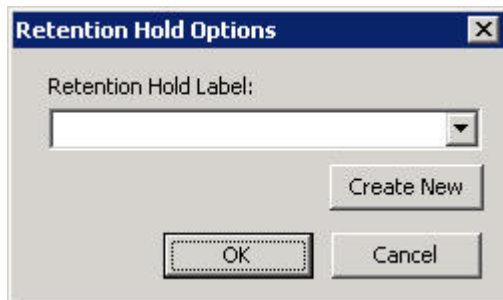 Retention Hold Options
Retention Hold Label:
Create New
OK
Cancel